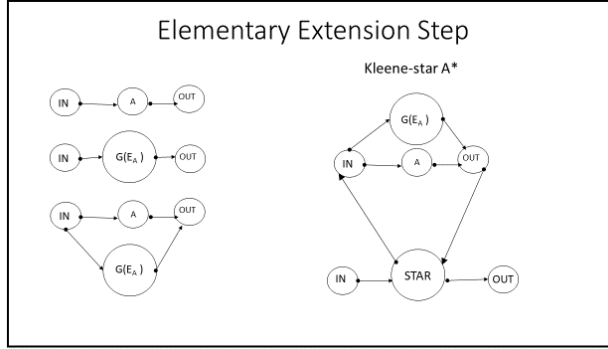 Elementary Extension Step
Kleene-star A*
IN A OUT
IN G(E_A) OUT
IN A OUT
G(E_A)
G(E_A)
IN A OUT
IN STAR OUT